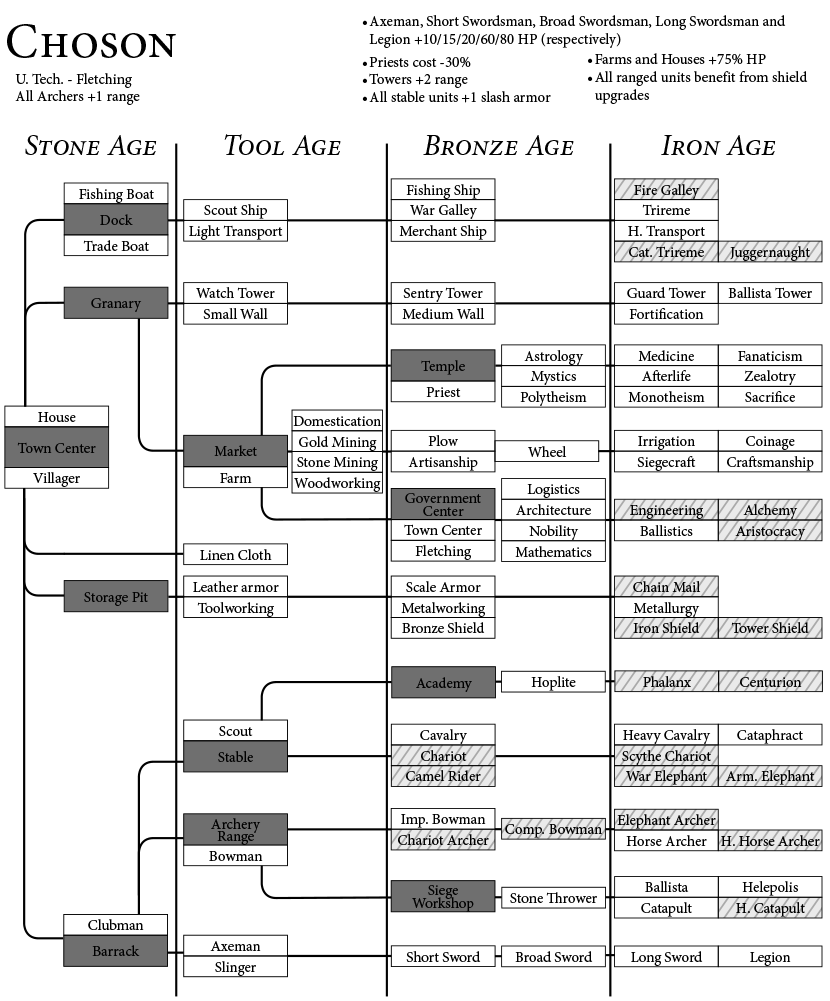 CHOSON
U. Tech. - Fletching
All Archers +1 range
• Axeman, Short Swordsman, Broad Swordsman, Long Swordsman and
Legion +10/15/20/60/80 HP (respectively)
• Priests cost -30%
• Towers +2 range
• All stable units +1 slash armor
• Farms and Houses +75% HP
• All ranged units benefit from shield
upgrades
STONE AGE
TOOL AGE
BRONZE AGE
IRON AGE
Fishing Boat
Dock
Trade Boat
Scout Ship
Light Transport
Fishing Ship
War Galley
Merchant Ship
Fire Galley
Trireme
H. Transport
Cat. Trireme
Juggernaught
Granary
Watch Tower
Small Wall
Sentry Tower
Medium Wall
Guard Tower
Ballista Tower
Fortification
Temple
Priest
Astrology
Mystics
Polytheism
Medicine
Fanaticism
Afterlife
Zealotry
Monotheism
Sacrifice
House
Town Center
Villager
Market
Farm
Domestication
Gold Mining
Stone Mining
Woodworking
Plow
Artisanship
Wheel
Irrigation
Coinage
Siegecraft
Craftsmanship
Government
Center
Town Center
Fletching
Logistics
Architecture
Nobility
Mathematics
Engineering
Alchemy
Ballistics
Aristocracy
Linen Cloth
Storage Pit
Leather armor
Toolworking
Scale Armor
Metalworking
Bronze Shield
Chain Mail
Metallurgy
Iron Shield
Tower Shield
Academy
Hoplite
Phalanx
Centurion
Scout
Stable
Cavalry
Chariot
Camel Rider
Heavy Cavalry
Cataphract
Scythe Chariot
War Elephant
Arm. Elephant
Archery
Range
Bowman
Imp. Bowman
Chariot Archer
Comp. Bowman
Elephant Archer
Horse Archer
H. Horse Archer
Siege
Workshop
Stone Thrower
Ballista
Helepolis
Catapult
H. Catapult
Clubman
Barrack
Axeman
Slinger
Short Sword
Broad Sword
Long Sword
Legion